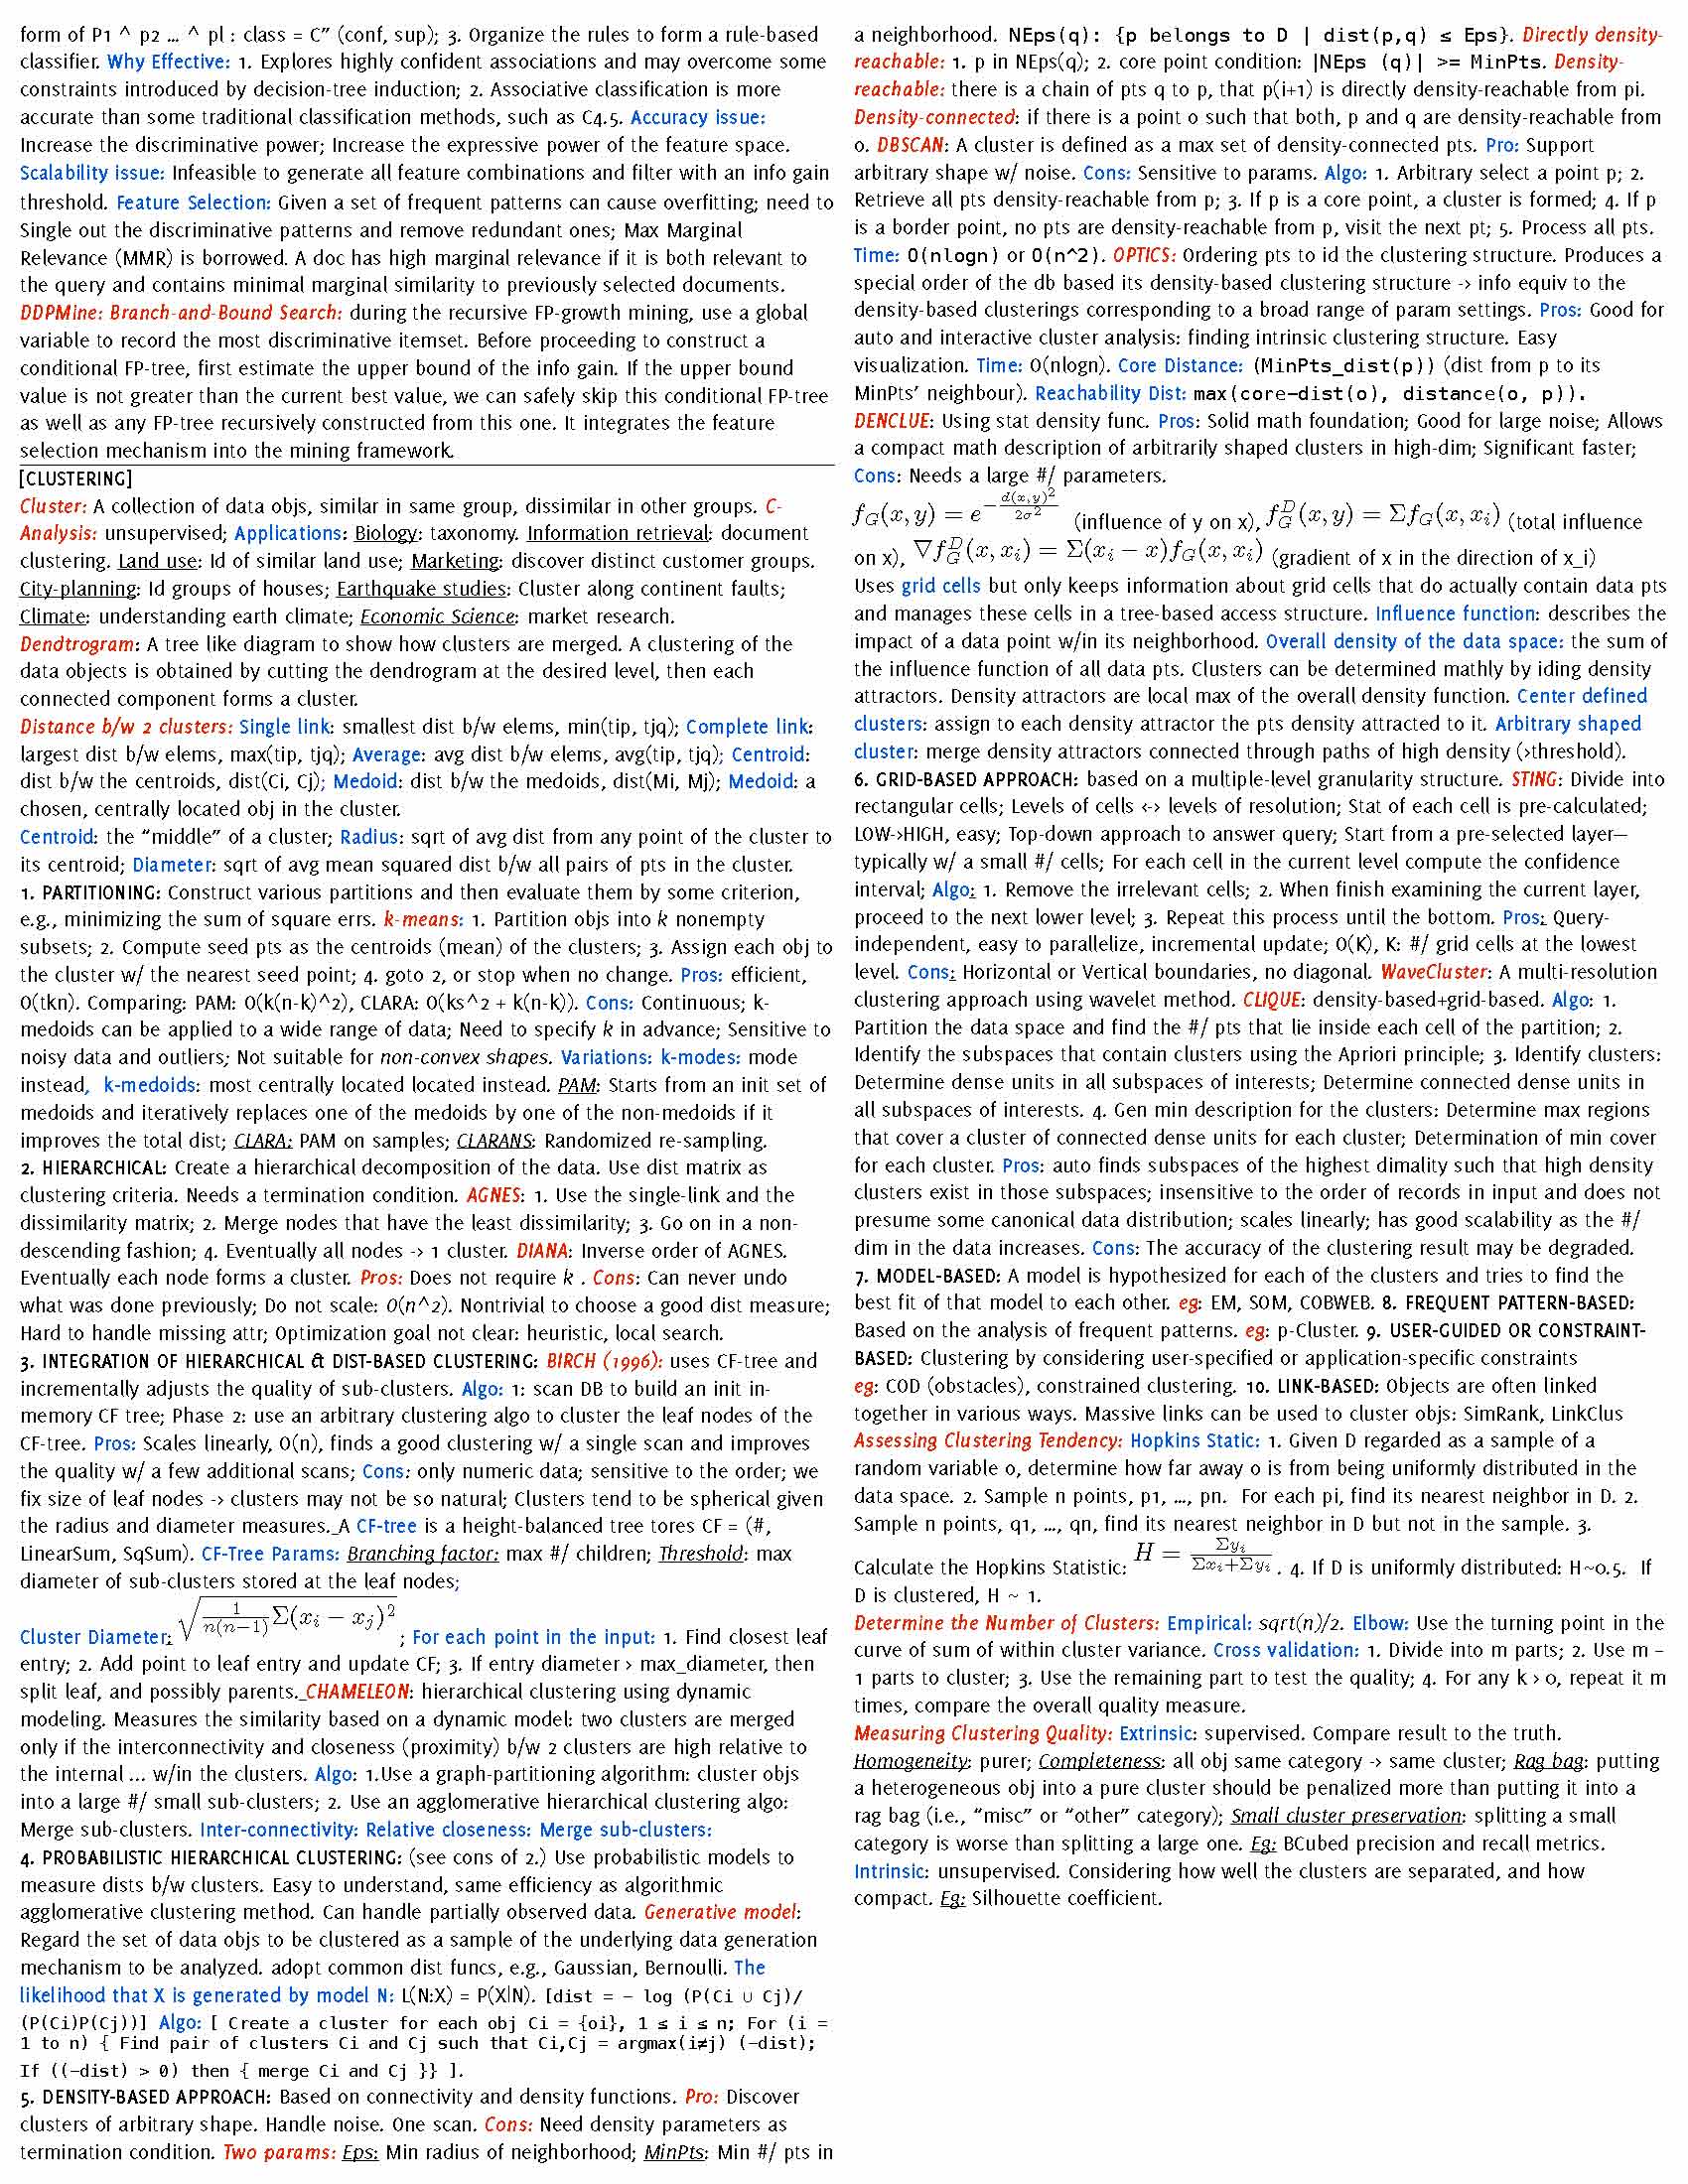 form of P1 ^ p2 … ^ pl : class = C” (conf, sup); 3. Organize the rules to form a rule-based
classifier. Why Effective: 1. Explores highly confident associations and may overcome some
constraints introduced by decision-tree induction; 2. Associative classification is more
accurate than some traditional classification methods, such as C4.5. Accuracy issue:
Increase the discriminative power; Increase the expressive power of the feature space.
Scalability issue: Infeasible to generate all feature combinations and filter with an info gain
threshold. Feature Selection: Given a set of frequent patterns can cause overfitting; need to
Single out the discriminative patterns and remove redundant ones; Max Marginal
Relevance (MMR) is borrowed. A doc has high marginal relevance if it is both relevant to
the query and contains minimal marginal similarity to previously selected documents.
DDPMine: Branch-and-Bound Search: during the recursive FP-growth mining, use a global
variable to record the most discriminative itemset. Before proceeding to construct a
conditional FP-tree, first estimate the upper bound of the info gain. If the upper bound
value is not greater than the current best value, we can safely skip this conditional FP-tree
as well as any FP-tree recursively constructed from this one. It integrates the feature
selection mechanism into the mining framework.
[CLUSTERING]
Cluster: A collection of data objs, similar in same group, dissimilar in other groups. C-
Analysis: unsupervised; Applications: Biology: taxonomy. Information retrieval: document
clustering. Land use: Id of similar land use; Marketing: discover distinct customer groups.
City-planning: Id groups of houses; Earthquake studies: Cluster along continent faults;
Climate: understanding earth climate; Economic Science: market research.
Dendtrogram: A tree like diagram to show how clusters are merged. A clustering of the
data objects is obtained by cutting the dendrogram at the desired level, then each
connected component forms a cluster.
Distance b/w 2 clusters: Single link: smallest dist b/w elems, min(tip, tjq); Complete link:
largest dist b/w elems, max(tip, tjq); Average: avg dist b/w elems, avg(tip, tjq); Centroid:
dist b/w the centroids, dist(Ci, Cj); Medoid: dist b/w the medoids, dist(Mi, Mj); Medoid: a
chosen, centrally located obj in the cluster.
Centroid: the “middle” of a cluster; Radius: sqrt of avg dist from any point of the cluster to
its centroid; Diameter: sqrt of avg mean squared dist b/w all pairs of pts in the cluster.
1. PARTITIONING: Construct various partitions and then evaluate them by some criterion,
e.g., minimizing the sum of square errs. k-means: 1. Partition objs into k nonempty
subsets; 2. Compute seed pts as the centroids (mean) of the clusters; 3. Assign each obj to
the cluster w/ the nearest seed point; 4. goto 2, or stop when no change. Pros: efficient,
O(tkn). Comparing: PAM: O(k(n-k)^2), CLARA: O(ks^2 + k(n-k)). Cons: Continuous; k-
medoids can be applied to a wide range of data; Need to specify k in advance; Sensitive to
noisy data and outliers; Not suitable for non-convex shapes. Variations: k-modes: mode
instead, k-medoids: most centrally located located instead. PAM: Starts from an init set of
medoids and iteratively replaces one of the medoids by one of the non-medoids if it
improves the total dist; CLARA: PAM on samples; CLARANS: Randomized re-sampling.
2. HIERARCHICAL: Create a hierarchical decomposition of the data. Use dist matrix as
clustering criteria. Needs a termination condition. AGNES: 1. Use the single-link and the
dissimilarity matrix; 2. Merge nodes that have the least dissimilarity; 3. Go on in a non-
descending fashion; 4. Eventually all nodes -> 1 cluster. DIANA: Inverse order of AGNES.
Eventually each node forms a cluster. Pros: Does not require k . Cons: Can never undo
what was done previously; Do not scale: O(n^2). Nontrivial to choose a good dist measure;
Hard to handle missing attr; Optimization goal not clear: heuristic, local search.
3. INTEGRATION OF HIERARCHICAL & DIST-BASED CLUSTERING: BIRCH (1996): uses CF-tree and
incrementally adjusts the quality of sub-clusters. Algo: 1: scan DB to build an init in-
memory CF tree; Phase 2: use an arbitrary clustering algo to cluster the leaf nodes of the
CF-tree. Pros: Scales linearly, O(n), finds a good clustering w/ a single scan and improves
the quality w/ a few additional scans; Cons: only numeric data; sensitive to the order; we
fix size of leaf nodes -> clusters may not be so natural; Clusters tend to be spherical given
the radius and diameter measures. A CF-tree is a height-balanced tree tores CF = (#,
LinearSum, SqSum). CF-Tree Params: Branching factor: max #/ children; Threshold: max
diameter of sub-clusters stored at the leaf nodes;
Cluster Diameter: √(1/(n(n−1)) Σ(x_i − x_j)^2) ; For each point in the input: 1. Find closest leaf
entry; 2. Add point to leaf entry and update CF; 3. If entry diameter > max_diameter, then
split leaf, and possibly parents. CHAMELEON: hierarchical clustering using dynamic
modeling. Measures the similarity based on a dynamic model: two clusters are merged
only if the interconnectivity and closeness (proximity) b/w 2 clusters are high relative to
the internal … w/in the clusters. Algo: 1.Use a graph-partitioning algorithm: cluster objs
into a large #/ small sub-clusters; 2. Use an agglomerative hierarchical clustering algo:
Merge sub-clusters. Inter-connectivity: Relative closeness: Merge sub-clusters:
4. PROBABILISTIC HIERARCHICAL CLUSTERING: (see cons of 2.) Use probabilistic models to
measure dists b/w clusters. Easy to understand, same efficiency as algorithmic
agglomerative clustering method. Can handle partially observed data. Generative model:
Regard the set of data objs to be clustered as a sample of the underlying data generation
mechanism to be analyzed. adopt common dist funcs, e.g., Gaussian, Bernoulli. The
likelihood that X is generated by model N: L(N:X) = P(X|N). [dist = – log (P(Ci ∪ Cj)/
(P(Ci)P(Cj))] Algo: [ Create a cluster for each obj Ci = {oi}, 1 ≤ i ≤ n; For (i =
1 to n) { Find pair of clusters Ci and Cj such that Ci,Cj = argmax(i≠j) (–dist);
If ((–dist) > 0) then { merge Ci and Cj }} ].
5. DENSITY-BASED APPROACH: Based on connectivity and density functions. Pro: Discover
clusters of arbitrary shape. Handle noise. One scan. Cons: Need density parameters as
termination condition. Two params: Eps: Min radius of neighborhood; MinPts: Min #/ pts in
a neighborhood. NEps(q): {p belongs to D | dist(p,q) ≤ Eps}. Directly density-
reachable: 1. p in NEps(q); 2. core point condition: |NEps (q)| >= MinPts. Density-
reachable: there is a chain of pts q to p, that p(i+1) is directly density-reachable from pi.
Density-connected: if there is a point o such that both, p and q are density-reachable from
o. DBSCAN: A cluster is defined as a max set of density-connected pts. Pro: Support
arbitrary shape w/ noise. Cons: Sensitive to params. Algo: 1. Arbitrary select a point p; 2.
Retrieve all pts density-reachable from p; 3. If p is a core point, a cluster is formed; 4. If p
is a border point, no pts are density-reachable from p, visit the next pt; 5. Process all pts.
Time: O(nlogn) or O(n^2). OPTICS: Ordering pts to id the clustering structure. Produces a
special order of the db based its density-based clustering structure -> info equiv to the
density-based clusterings corresponding to a broad range of param settings. Pros: Good for
auto and interactive cluster analysis: finding intrinsic clustering structure. Easy
visualization. Time: O(nlogn). Core Distance: (MinPts_dist(p)) (dist from p to its
MinPts’ neighbour). Reachability Dist: max(core–dist(o), distance(o, p)).
DENCLUE: Using stat density func. Pros: Solid math foundation; Good for large noise; Allows
a compact math description of arbitrarily shaped clusters in high-dim; Significant faster;
Cons: Needs a large #/ parameters.
f_G(x, y) = e^{−d(x,y)^2/(2σ^2)} (influence of y on x), f_G^D(x, y) = Σf_G(x, x_i) (total influence
on x), ∇f_G^D(x, x_i) = Σ(x_i − x)f_G(x, x_i) (gradient of x in the direction of x_i)
Uses grid cells but only keeps information about grid cells that do actually contain data pts
and manages these cells in a tree-based access structure. Influence function: describes the
impact of a data point w/in its neighborhood. Overall density of the data space: the sum of
the influence function of all data pts. Clusters can be determined mathly by iding density
attractors. Density attractors are local max of the overall density function. Center defined
clusters: assign to each density attractor the pts density attracted to it. Arbitrary shaped
cluster: merge density attractors connected through paths of high density (>threshold).
6. GRID-BASED APPROACH: based on a multiple-level granularity structure. STING: Divide into
rectangular cells; Levels of cells <-> levels of resolution; Stat of each cell is pre-calculated;
LOW->HIGH, easy; Top-down approach to answer query; Start from a pre-selected layer—
typically w/ a small #/ cells; For each cell in the current level compute the confidence
interval; Algo: 1. Remove the irrelevant cells; 2. When finish examining the current layer,
proceed to the next lower level; 3. Repeat this process until the bottom. Pros: Query-
independent, easy to parallelize, incremental update; O(K), K: #/ grid cells at the lowest
level. Cons: Horizontal or Vertical boundaries, no diagonal. WaveCluster: A multi-resolution
clustering approach using wavelet method. CLIQUE: density-based+grid-based. Algo: 1.
Partition the data space and find the #/ pts that lie inside each cell of the partition; 2.
Identify the subspaces that contain clusters using the Apriori principle; 3. Identify clusters:
Determine dense units in all subspaces of interests; Determine connected dense units in
all subspaces of interests. 4. Gen min description for the clusters: Determine max regions
that cover a cluster of connected dense units for each cluster; Determination of min cover
for each cluster. Pros: auto finds subspaces of the highest dimality such that high density
clusters exist in those subspaces; insensitive to the order of records in input and does not
presume some canonical data distribution; scales linearly; has good scalability as the #/
dim in the data increases. Cons: The accuracy of the clustering result may be degraded.
7. MODEL-BASED: A model is hypothesized for each of the clusters and tries to find the
best fit of that model to each other. eg: EM, SOM, COBWEB. 8. FREQUENT PATTERN-BASED:
Based on the analysis of frequent patterns. eg: p-Cluster. 9. USER-GUIDED OR CONSTRAINT-
BASED: Clustering by considering user-specified or application-specific constraints
eg: COD (obstacles), constrained clustering. 10. LINK-BASED: Objects are often linked
together in various ways. Massive links can be used to cluster objs: SimRank, LinkClus
Assessing Clustering Tendency: Hopkins Static: 1. Given D regarded as a sample of a
random variable o, determine how far away o is from being uniformly distributed in the
data space. 2. Sample n points, p1, …, pn. For each pi, find its nearest neighbor in D. 2.
Sample n points, q1, …, qn, find its nearest neighbor in D but not in the sample. 3.
Calculate the Hopkins Statistic: H = Σy_i/(Σx_i+Σy_i) . 4. If D is uniformly distributed: H~0.5. If
D is clustered, H ~ 1.
Determine the Number of Clusters: Empirical: sqrt(n)/2. Elbow: Use the turning point in the
curve of sum of within cluster variance. Cross validation: 1. Divide into m parts; 2. Use m –
1 parts to cluster; 3. Use the remaining part to test the quality; 4. For any k > 0, repeat it m
times, compare the overall quality measure.
Measuring Clustering Quality: Extrinsic: supervised. Compare result to the truth.
Homogeneity: purer; Completeness: all obj same category -> same cluster; Rag bag: putting
a heterogeneous obj into a pure cluster should be penalized more than putting it into a
rag bag (i.e., “misc” or “other” category); Small cluster preservation: splitting a small
category is worse than splitting a large one. Eg: BCubed precision and recall metrics.
Intrinsic: unsupervised. Considering how well the clusters are separated, and how
compact. Eg: Silhouette coefficient.